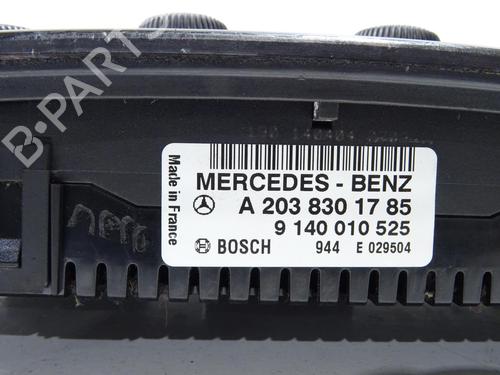 B-PARTS
Made in France
MERCEDES - BENZ
A 203 830 17 85
9 140 010 525
BOSCH 944 E 029504